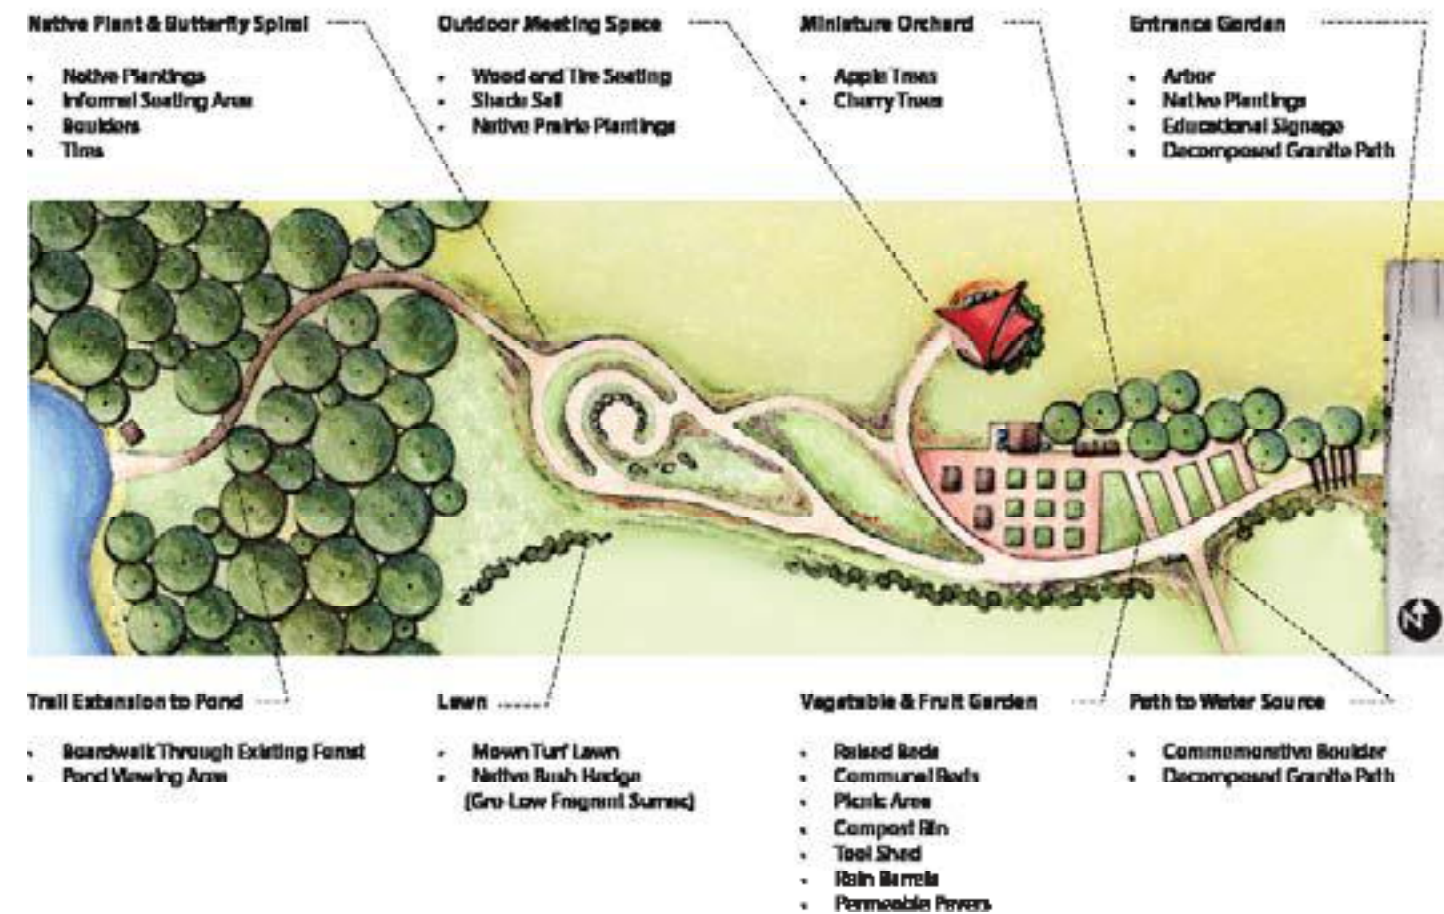 Native Plant & Butterfly Spiral
• Native Plantings
• Informal Seating Area
• Boulders
• Tires
Outdoor Meeting Space
• Wood and Tire Seating
• Shade Sail
• Native Prairie Plantings
Miniature Orchard
• Apple Trees
• Cherry Trees
Entrance Garden
• Arbor
• Native Plantings
• Educational Signage
• Decomposed Granite Path
N
Trail Extension to Pond
• Boardwalk Through Existing Forest
• Pond Viewing Area
Lawn
• Mown Turf Lawn
• Native Bush Hedge
(Gro-Low Fragrant Sumac)
Vegetable & Fruit Garden
• Raised Beds
• Communal Beds
• Picnic Area
• Compost Bin
• Tool Shed
• Rain Barrels
• Permeable Pavers
Path to Water Source
• Commemorative Boulder
• Decomposed Granite Path